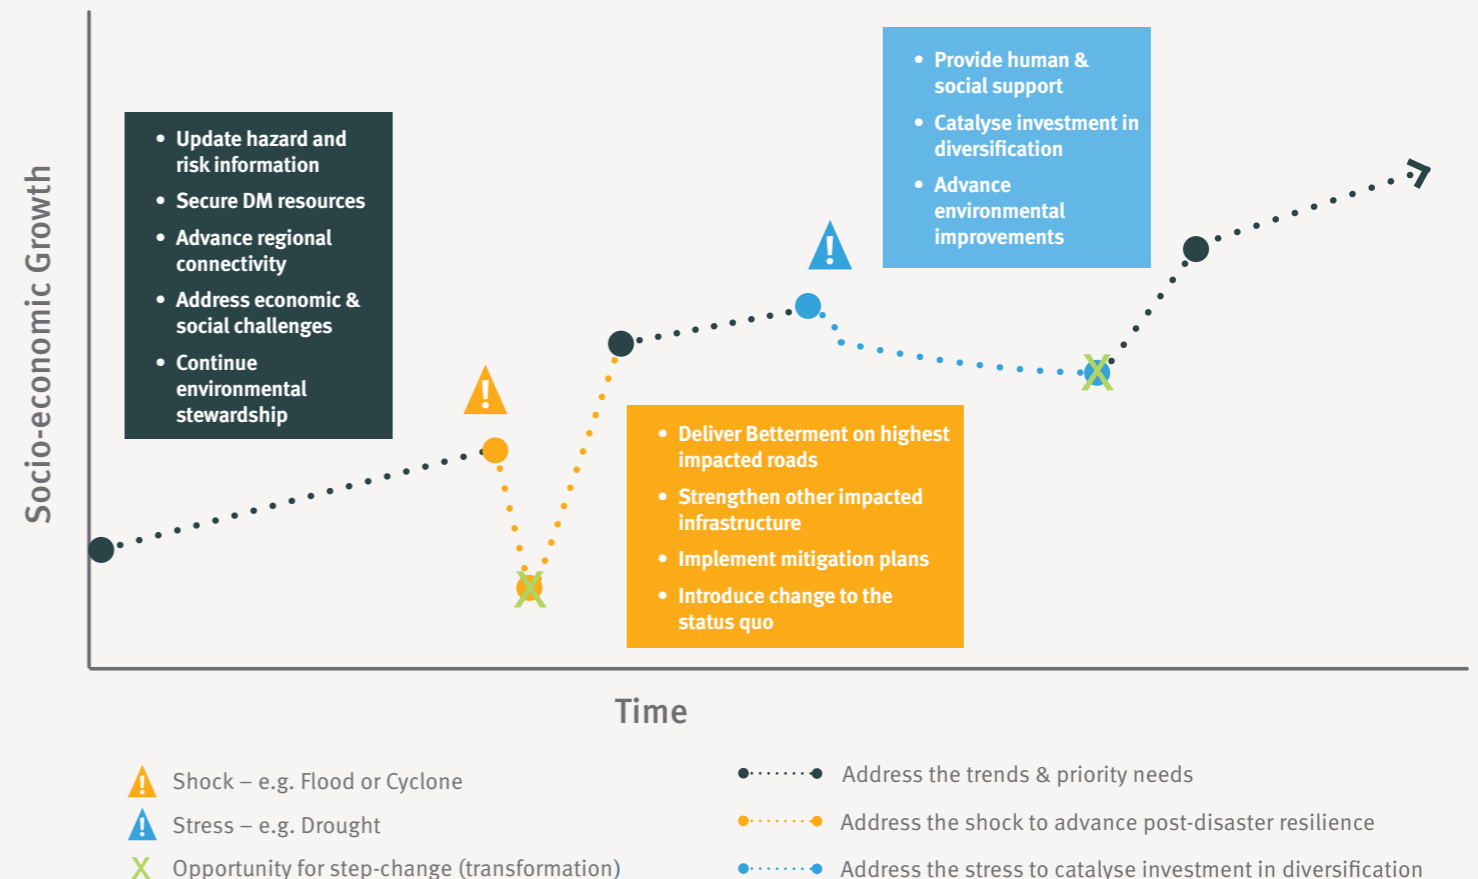 Socio-economic Growth
• Update hazard and
risk information
• Secure DM resources
• Advance regional
connectivity
• Address economic &
social challenges
• Continue
environmental
stewardship
!
• Deliver Betterment on highest
impacted roads
• Strengthen other impacted
infrastructure
• Implement mitigation plans
• Introduce change to the
status quo
!
• Provide human &
social support
• Catalyse investment in
diversification
• Advance
environmental
improvements
X
X
Time
! Shock – e.g. Flood or Cyclone
! Stress – e.g. Drought
X Opportunity for step-change (transformation)
Address the trends & priority needs
Address the shock to advance post-disaster resilience
Address the stress to catalyse investment in diversification